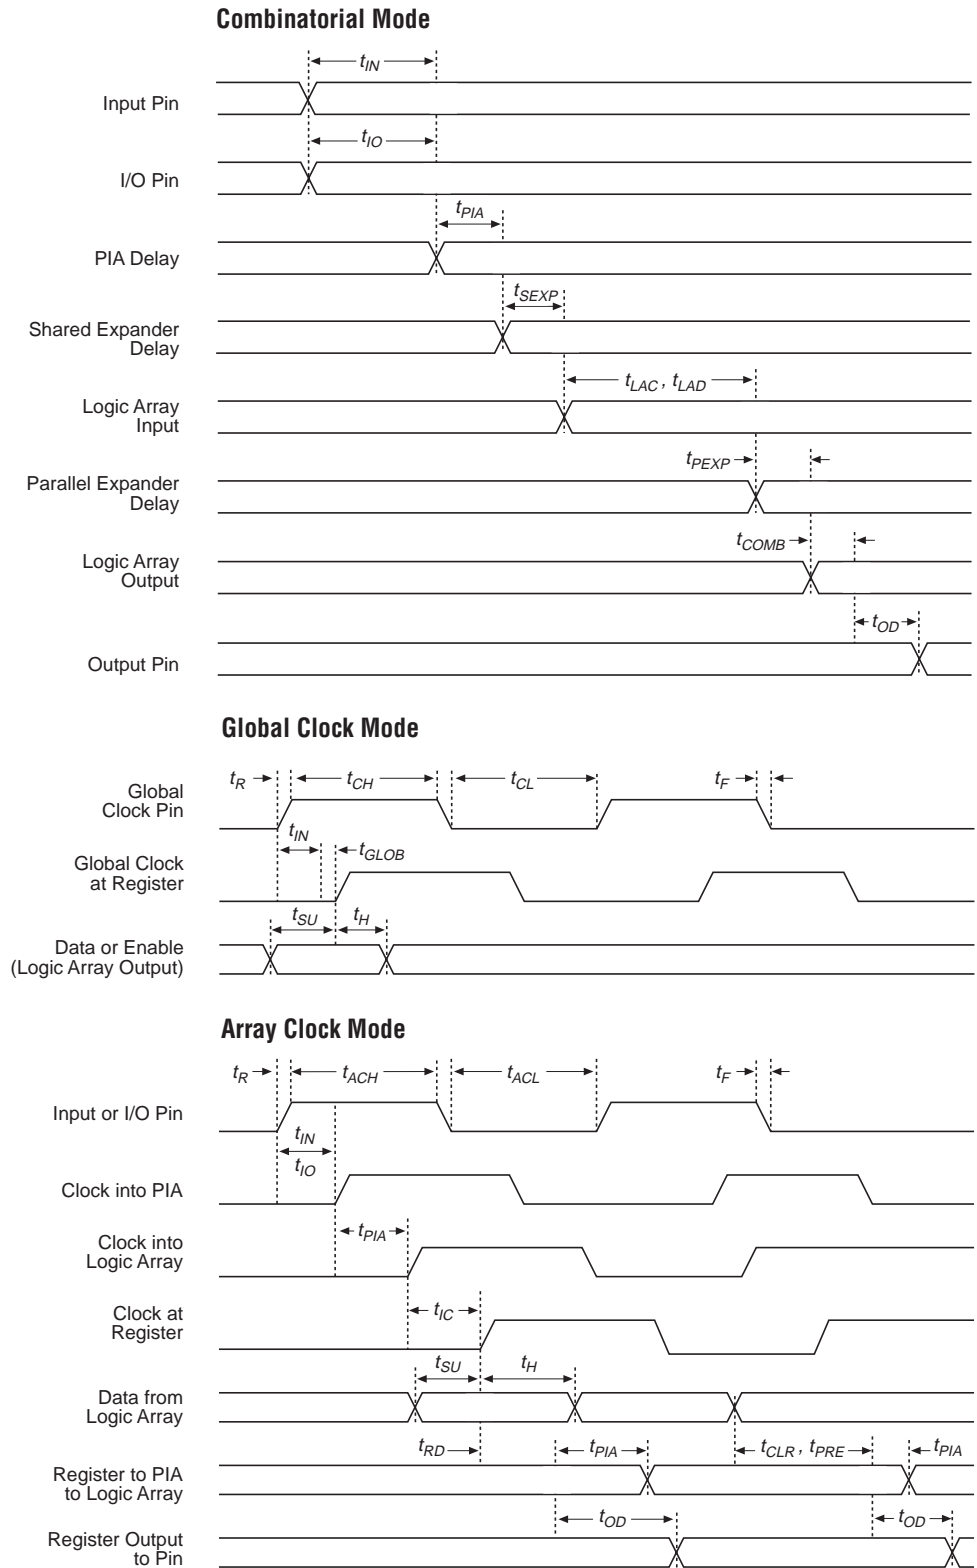 Combinatorial Mode
tIN
Input Pin
tIO
I/O Pin
tPIA
PIA Delay
tSEXP
Shared Expander
Delay
tLAC , tLAD
Logic Array
Input
tPEXP
Parallel Expander
Delay
tCOMB
Logic Array
Output
tOD
Output Pin
Global Clock Mode
tR tCH tCL tF
Global
Clock Pin
tIN
tGLOB
Global Clock
at Register
tSU tH
Data or Enable
(Logic Array Output)
Array Clock Mode
tR tACH tACL tF
Input or I/O Pin
tIN
tIO
Clock into PIA
tPIA
Clock into
Logic Array
tIC
Clock at
Register
tSU tH
Data from
Logic Array
tRD tPIA tCLR , tPRE tPIA
Register to PIA
to Logic Array
tOD tOD
Register Output
to Pin